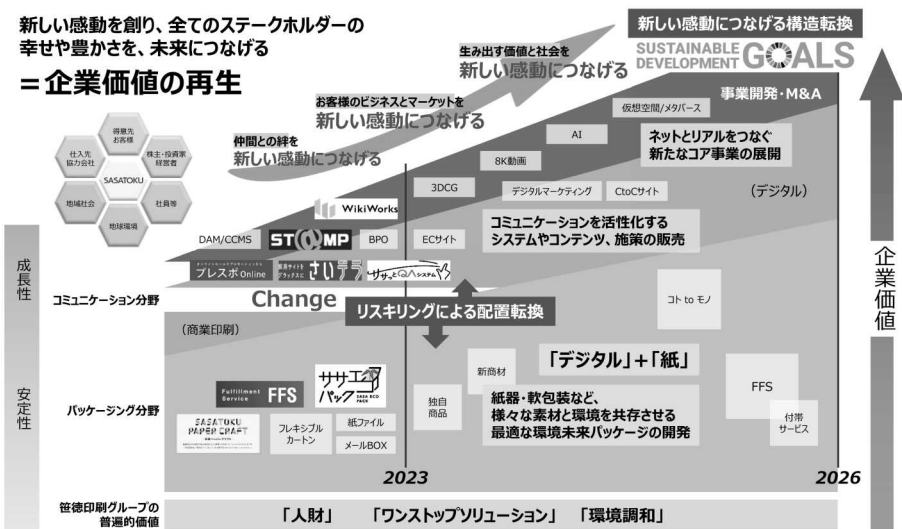 新しい感動を創り、全てのステークホルダーの
幸せや豊かさを、未来につなげる
＝企業価値の再生
新しい感動につなげる構造転換
SUSTAINABLE
DEVELOPMENT
GOALS
生み出す価値と社会を
新しい感動につなげる
お客様のビジネスとマーケットを
新しい感動につなげる
仲間との絆を
新しい感動につなげる
得意先
お客様
仕入先
協力会社
株主・投資家
経営者
SASATOKU
地域社会
社員等
地球環境
事業開発・M&A
仮想空間/メタバース
AI
8K動画
3DCG
ネットとリアルをつなぐ
新たなコア事業の展開
デジタルマーケティング
CtoCサイト
（デジタル）
WikiWorks
DAM/CCMS
ST@MP
BPO
ECサイト
コミュニケーションを活性化する
システムやコンテンツ、施策の販売
プレスポ Online
さいテラ
ササっとQAシステム
成長性
安定性
企業価値
コミュニケーション分野
Change
リスキリングによる配置転換
コト to モノ
（商業印刷）
「デジタル」＋「紙」
新商材
独自
商品
紙器・軟包装など、
様々な素材と環境を共存させる
最適な環境未来パッケージの開発
FFS
付帯
サービス
パッケージング分野
Fulfillment
Service
FFS
ササエコ
パック
SASA ECO
PACK
SASATOKU
PAPER CRAFT
フレキシブル
カートン
紙ファイル
メールBOX
2023
2026
笹徳印刷グループの
普遍的価値
「人財」 「ワンストップソリューション」 「環境調和」